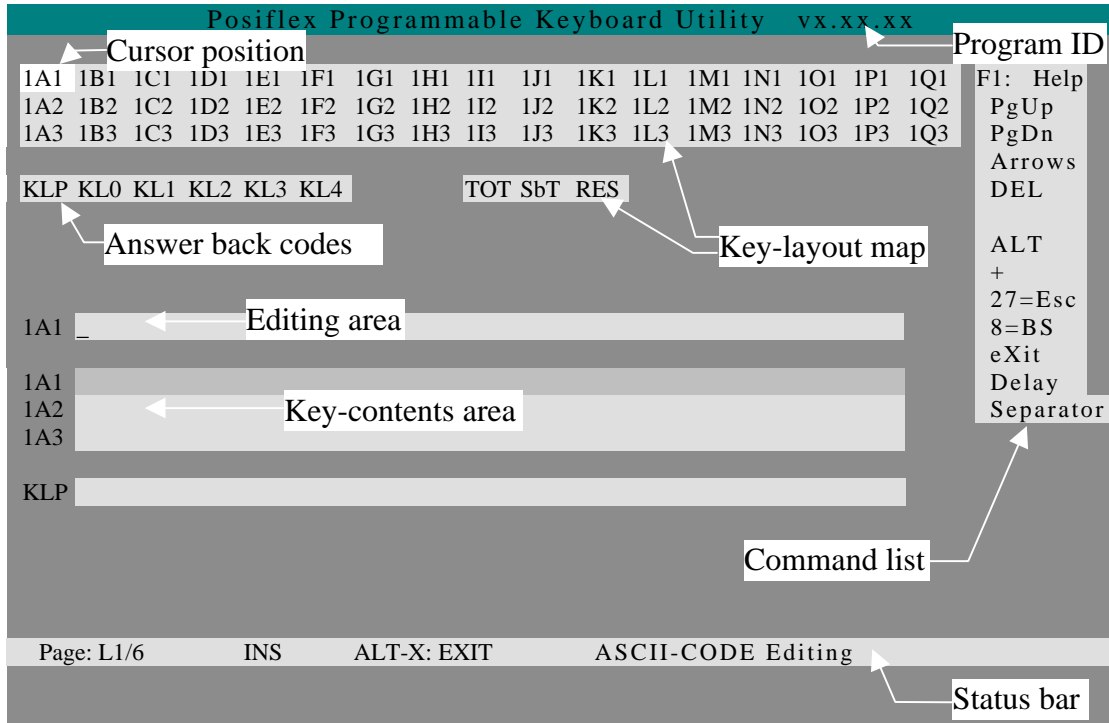 Posiflex Programmable Keyboard Utility vx.xx.xx
Cursor position
Program ID
1A1 1B1 1C1 1D1 1E1 1F1 1G1 1H1 1I1 1J1 1K1 1L1 1M1 1N1 1O1 1P1 1Q1
1A2 1B2 1C2 1D2 1E2 1F2 1G2 1H2 1I2 1J2 1K2 1L2 1M2 1N2 1O2 1P2 1Q2
1A3 1B3 1C3 1D3 1E3 1F3 1G3 1H3 1I3 1J3 1K3 1L3 1M3 1N3 1O3 1P3 1Q3
F1: Help
PgUp
PgDn
Arrows
DEL
ALT
+
27=Esc
8=BS
eXit
Delay
Separator
KLP KL0 KL1 KL2 KL3 KL4
TOT SbT RES
Answer back codes
Key-layout map
1A1 _
Editing area
1A1
1A2
1A3
Key-contents area
KLP
Command list
Page: L1/6 INS ALT-X: EXIT ASCII-CODE Editing
Status bar